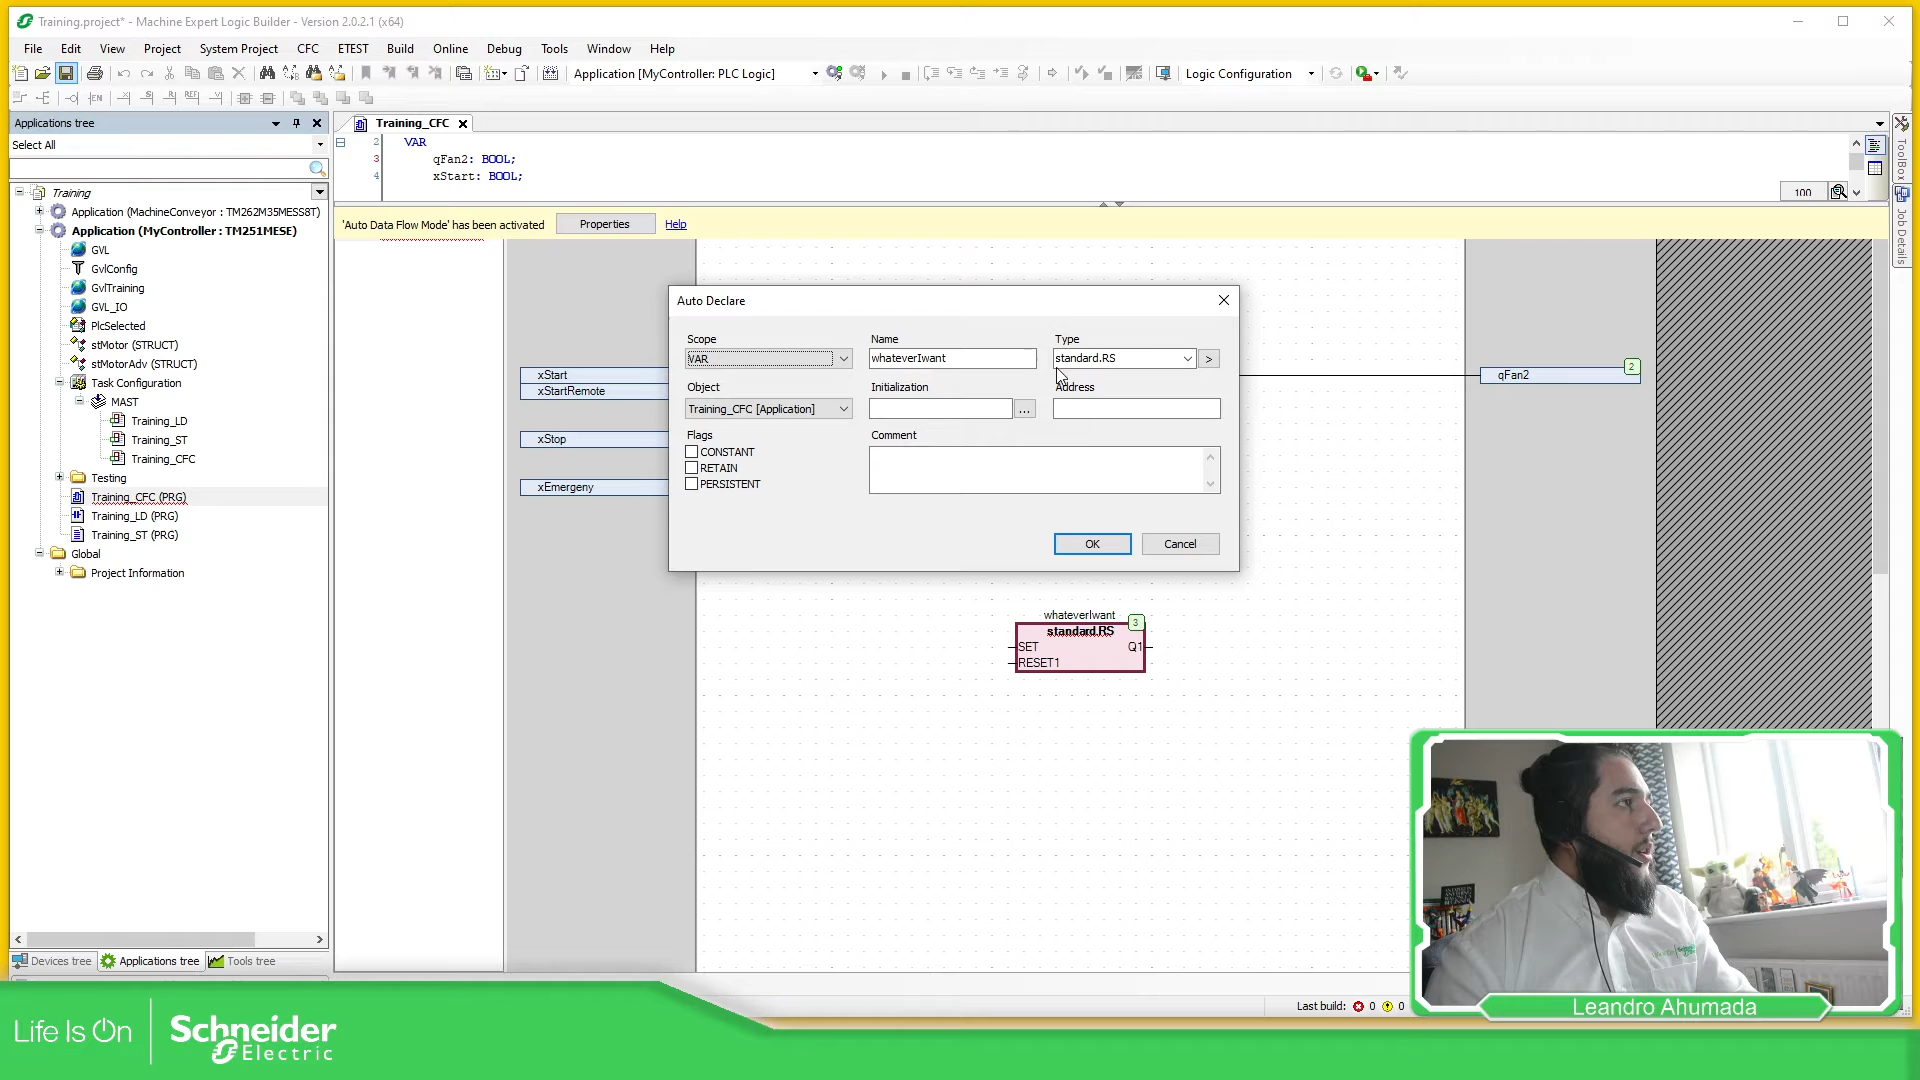 Training.project* - Machine Expert Logic Builder - Version 2.0.2.1 (x64)
File Edit View Project System Project CFC ETEST Build Online Debug Tools Window Help
Application [MyController: PLC Logic]
Logic Configuration
Applications tree
Select All
Training
Application (MachineConveyor : TM262M35MESS8T)
Application (MyController : TM251MESE)
GVL
GvlConfig
GvlTraining
GVL_IO
PlcSelected
stMotor (STRUCT)
stMotorAdv (STRUCT)
Task Configuration
MAST
Training_LD
Training_ST
Training_CFC
Testing
Training_CFC (PRG)
Training_LD (PRG)
Training_ST (PRG)
Global
Project Information
Devices tree
Applications tree
Tools tree
Training_CFC
2 VAR
3 qFan2: BOOL;
4 xStart: BOOL;
100
'Auto Data Flow Mode' has been activated
Properties
Help
xStart
xStartRemote
xStop
xEmergeny
Auto Declare
Scope
Name
Type
VAR
whateverIwant
standard.RS
>
Object
Initialization
Address
Training_CFC [Application]
...
Flags
Comment
CONSTANT
RETAIN
PERSISTENT
OK
Cancel
qFan2
2
whateverIwant
3
standard.RS
SET
Q1
RESET1
ToolBox
Job Details
Last build: 0 0
Leandro Ahumada
Life Is On
Schneider
Electric